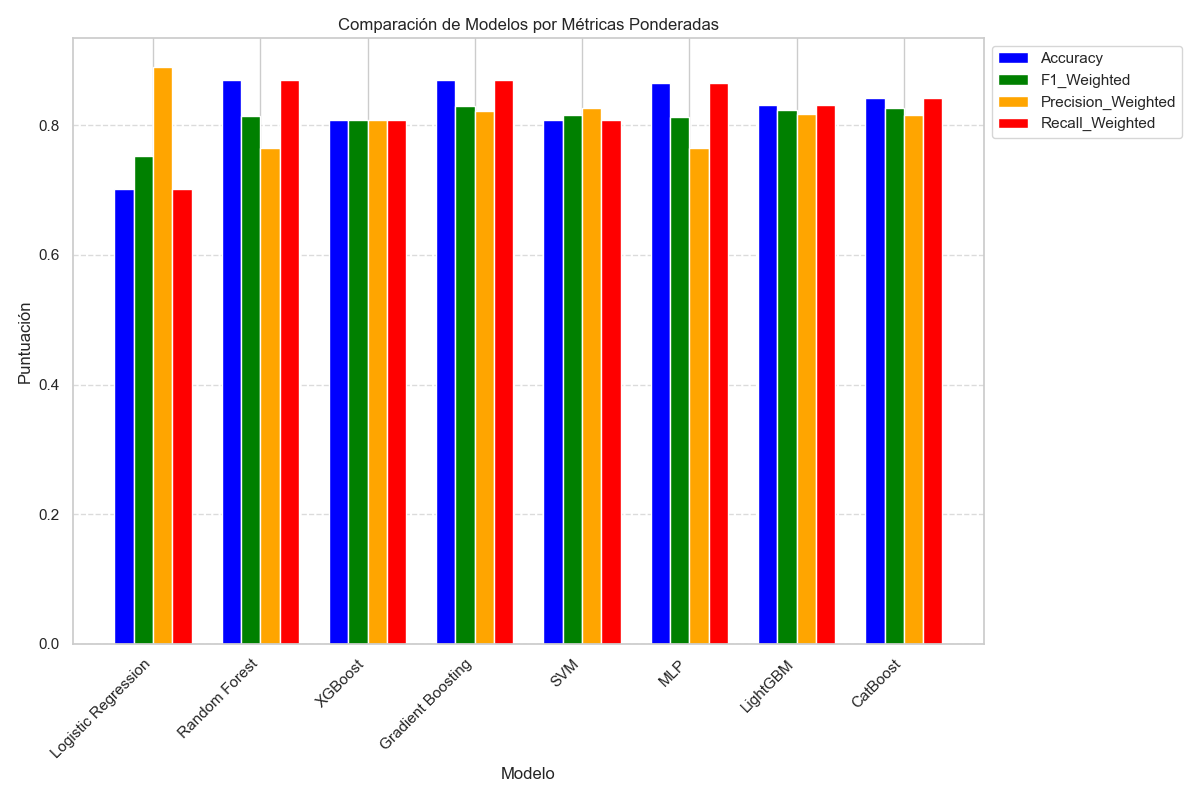 Comparación de Modelos por Métricas Ponderadas
Accuracy
F1_Weighted
Precision_Weighted
Recall_Weighted
Puntuación
0.8
0.6
0.4
0.2
0.0
Logistic Regression
Random Forest
XGBoost
Gradient Boosting
SVM
MLP
LightGBM
CatBoost
Modelo